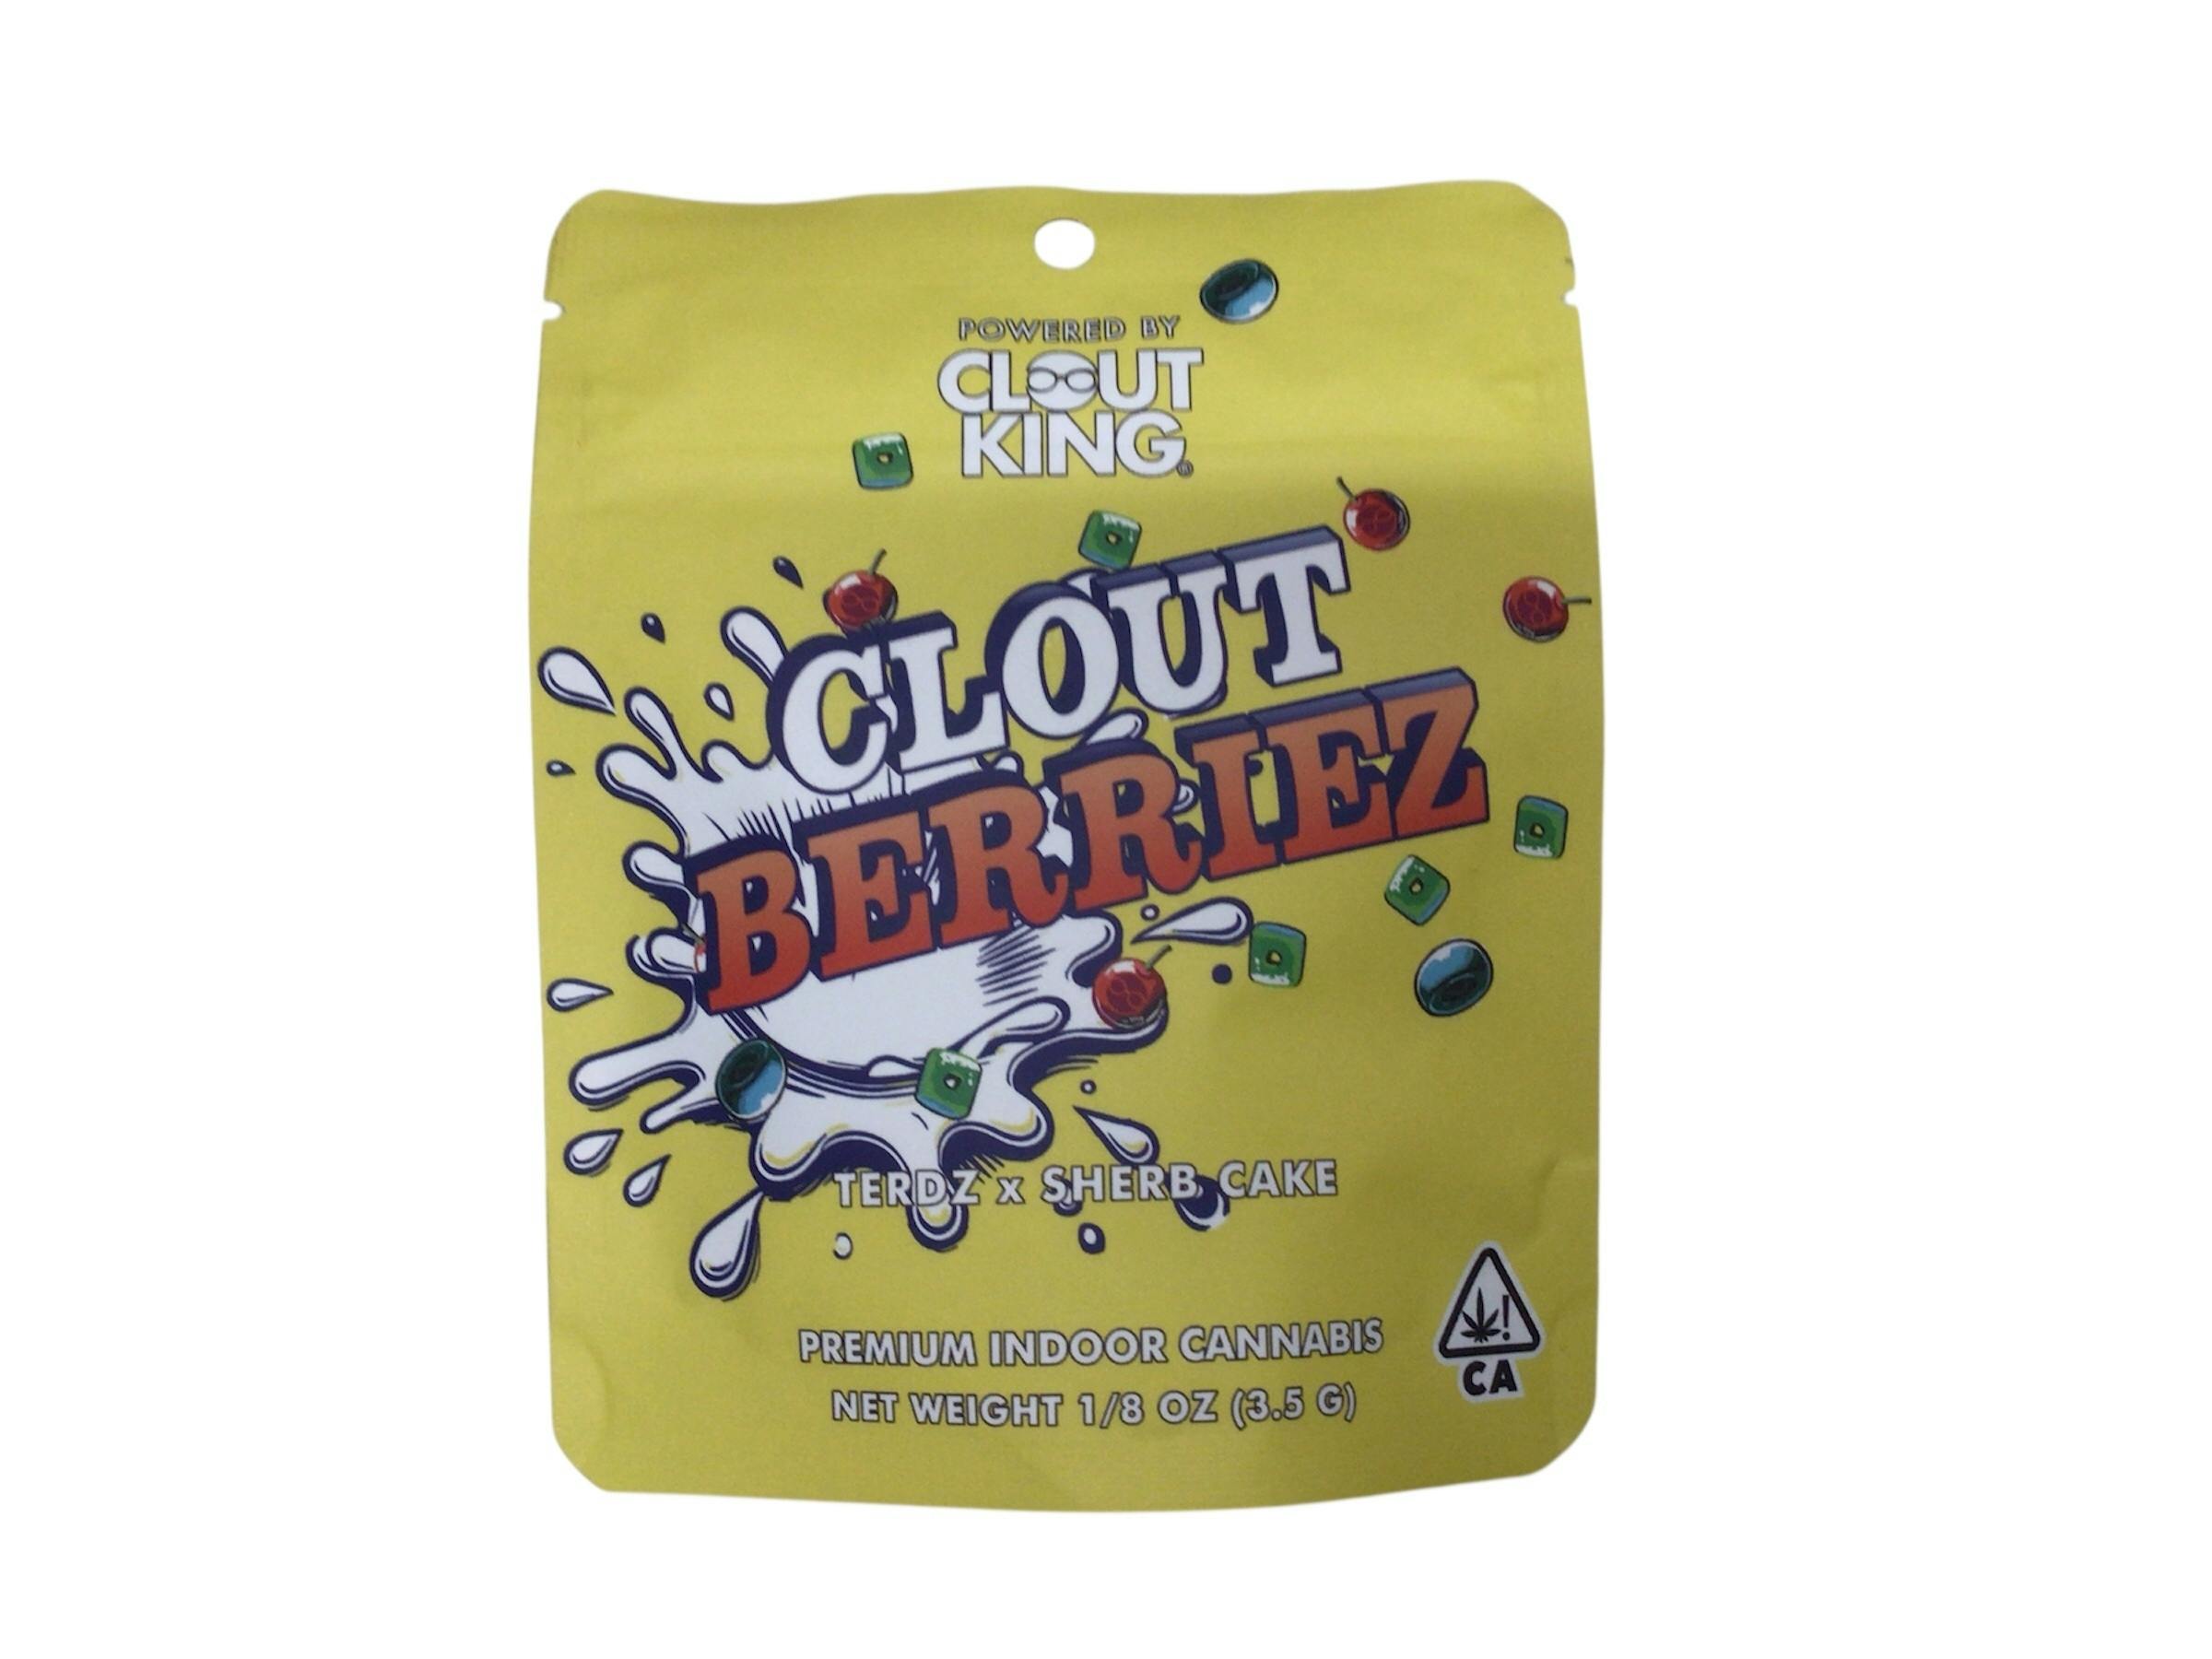 POWERED BY
CLOUT
KING®
CLOUT
BERRIEZ
TERDZ x SHERB CAKE
PREMIUM INDOOR CANNABIS
NET WEIGHT 1/8 OZ (3.5 G)
!
CA